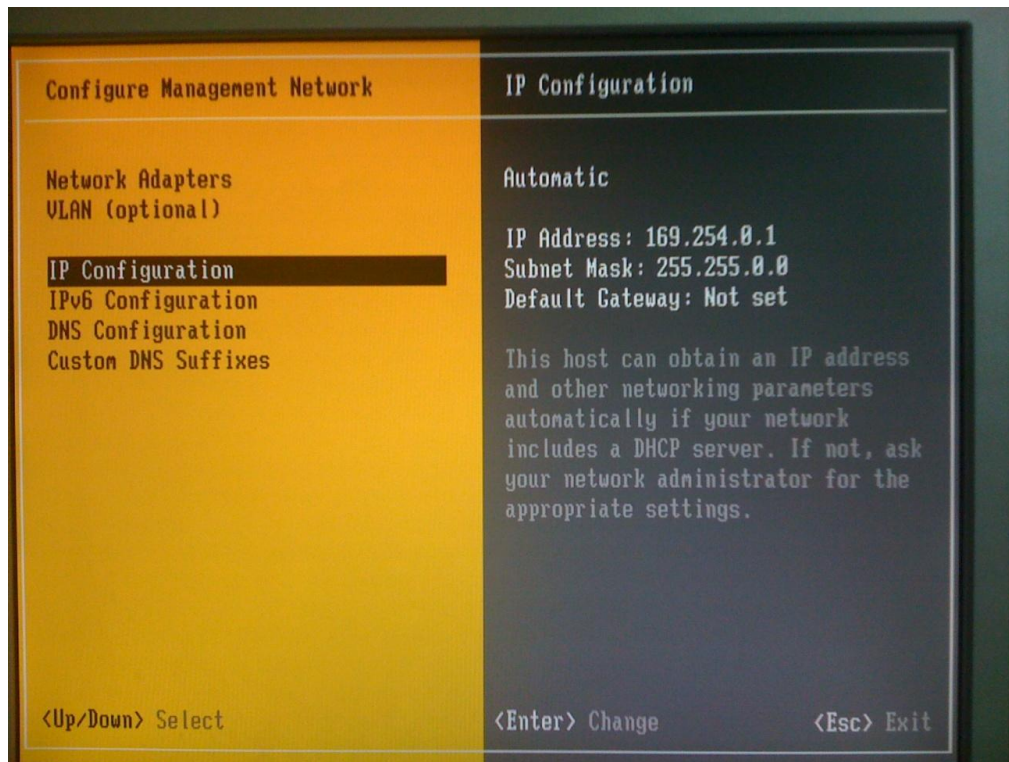 Configure Management Network
Network Adapters
VLAN (optional)
IP Configuration
IPv6 Configuration
DNS Configuration
Custom DNS Suffixes
<Up/Down> Select
IP Configuration
Automatic
IP Address: 169.254.0.1
Subnet Mask: 255.255.0.0
Default Gateway: Not set
This host can obtain an IP address
and other networking parameters
automatically if your network
includes a DHCP server. If not, ask
your network administrator for the
appropriate settings.
<Enter> Change
<Esc> Exit